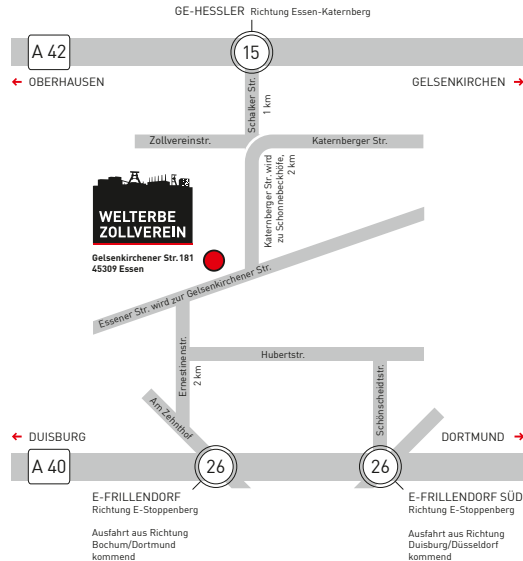 GE-HESSLER Richtung Essen-Katernberg
A 42
15
← OBERHAUSEN
GELSENKIRCHEN →
Schalker Str.
1 km
Zollvereinstr.
Katernberger Str.
Katernberger Str. wird
zu Schonnebeckhöfe,
2 km
WELTERBE
ZOLLVEREIN
Gelsenkirchener Str. 181
45309 Essen
Essener Str. wird zur Gelsenkirchener Str.
Ernestinenstr.
2 km
Hubertstr.
Schönscheidtstr.
Am Zehnthof
← DUISBURG
DORTMUND →
A 40
26
26
E-FRILLENDORF
Richtung E-Stoppenberg
Ausfahrt aus Richtung
Bochum/Dortmund
kommend
E-FRILLENDORF SÜD
Richtung E-Stoppenberg
Ausfahrt aus Richtung
Duisburg/Düsseldorf
kommend